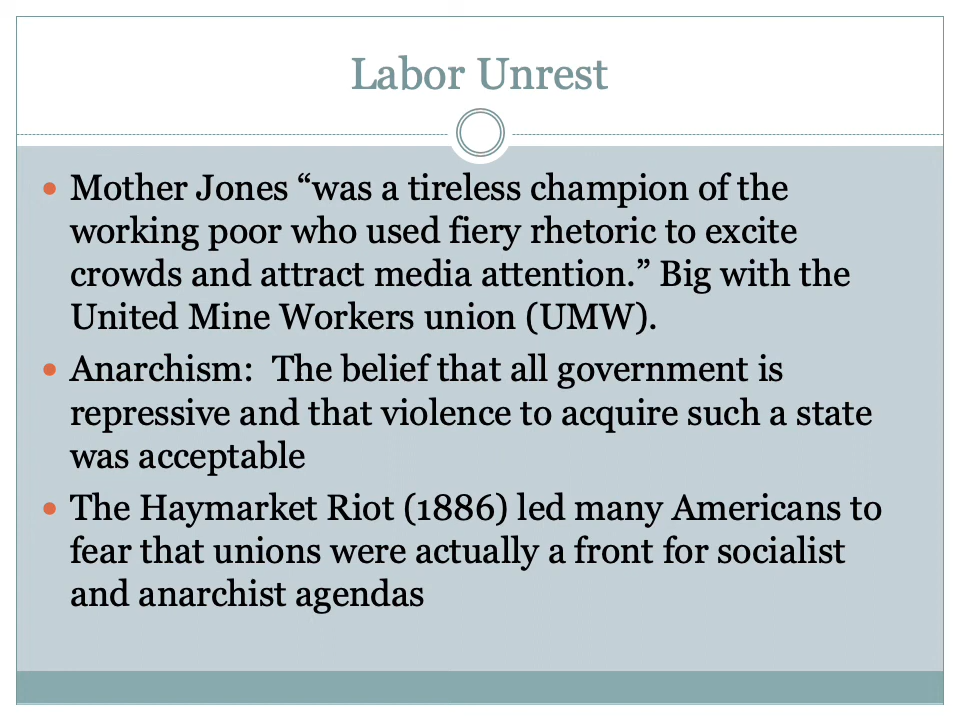 Labor Unrest
• Mother Jones “was a tireless champion of the
working poor who used fiery rhetoric to excite
crowds and attract media attention.” Big with the
United Mine Workers union (UMW).
• Anarchism:  The belief that all government is
repressive and that violence to acquire such a state
was acceptable
• The Haymarket Riot (1886) led many Americans to
fear that unions were actually a front for socialist
and anarchist agendas